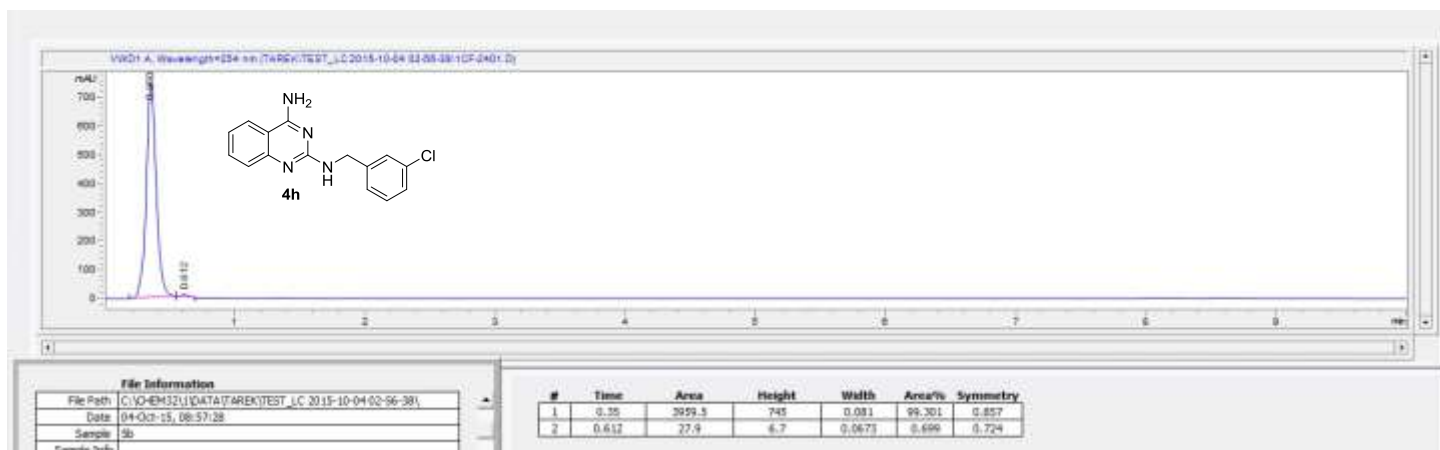 VWD1 A, Wavelength=254 nm (TAREK\TEST_LC 2015-10-04 02-56-38\1CF-2401.D)
mAU
700
600
500
400
300
200
100
0
0.612
NH2
N
N
N
H
Cl
4h
1 2 3 4 5 6 7 8 9 min
File Information
File Path C:\CHEM32\1\DATA\TAREK\TEST_LC 2015-10-04 02-56-38\
Date 04-Oct-15, 08:57:28
Sample 5b
Sample Info
# Time Area Height Width Area% Symmetry
1 0.35 3959.5 745 0.081 99.301 0.857
2 0.612 27.9 6.7 0.0673 0.699 0.724